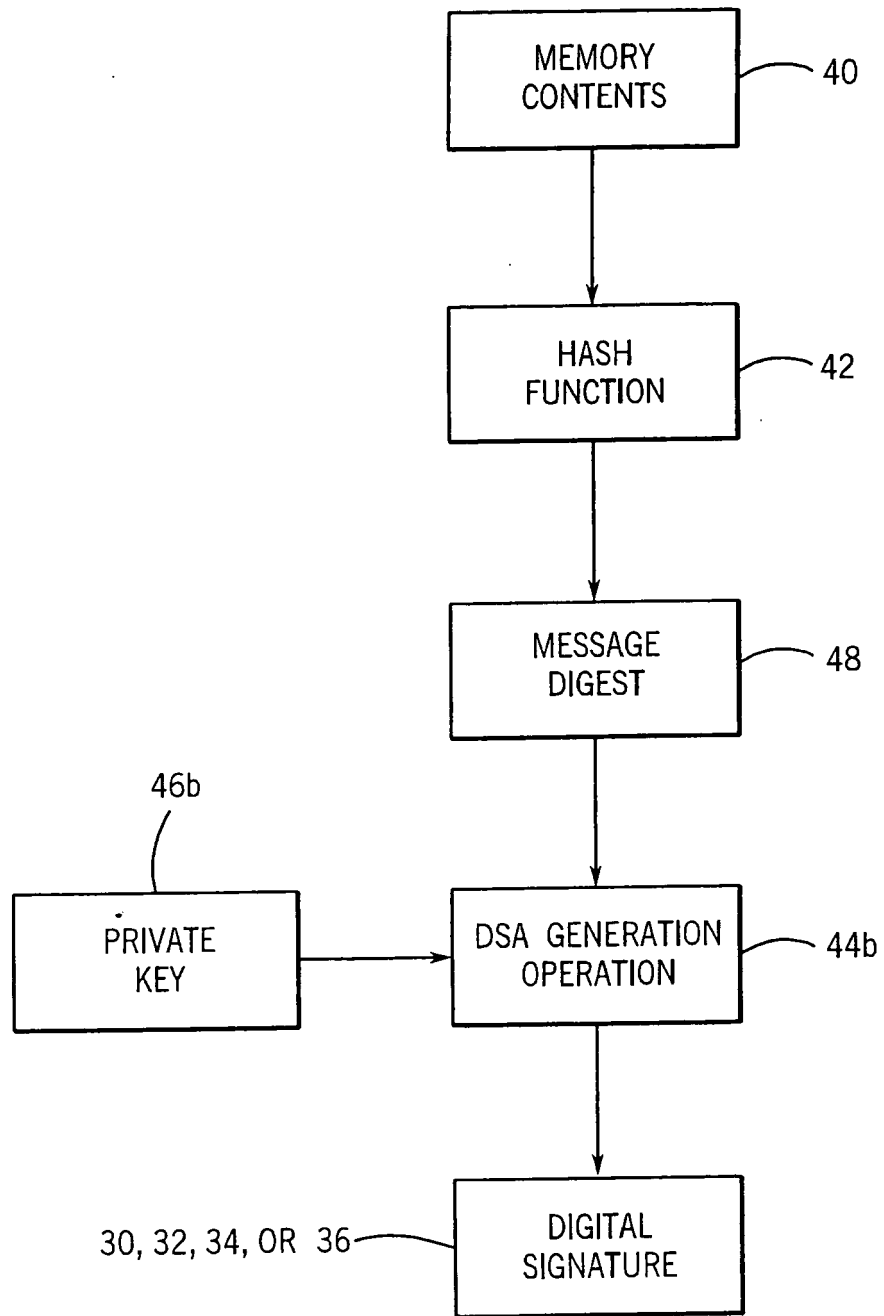 MEMORY
CONTENTS
40
HASH
FUNCTION
42
MESSAGE
DIGEST
48
46b
PRIVATE
KEY
DSA GENERATION
OPERATION
44b
30, 32, 34, OR 36
DIGITAL
SIGNATURE